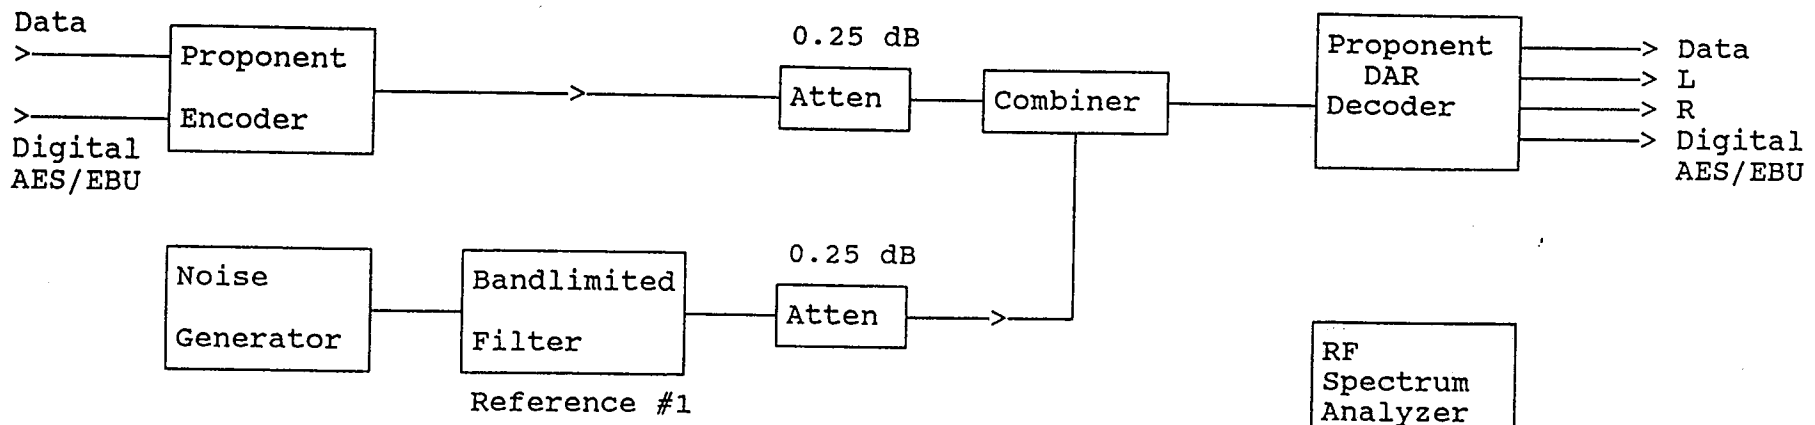 Data
Proponent
Encoder
Digital
AES/EBU
0.25 dB
Atten
Combiner
Proponent
DAR
Decoder
Data
L
R
Digital
AES/EBU
Noise
Generator
Bandlimited
Filter
Reference #1
0.25 dB
Atten
RF
Spectrum
Analyzer